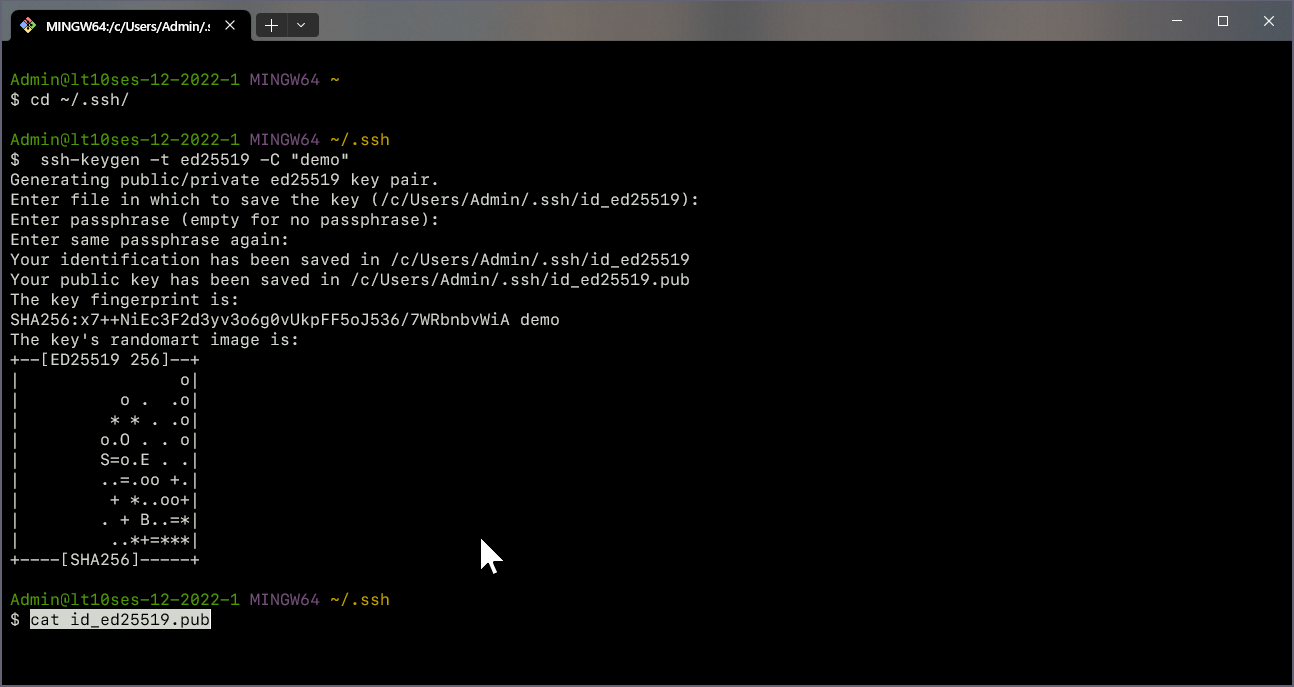 MINGW64:/c/Users/Admin/.s
Admin@lt10ses-12-2022-1 MINGW64 ~
$ cd ~/.ssh/
Admin@lt10ses-12-2022-1 MINGW64 ~/.ssh
$  ssh-keygen -t ed25519 -C "demo"
Generating public/private ed25519 key pair.
Enter file in which to save the key (/c/Users/Admin/.ssh/id_ed25519):
Enter passphrase (empty for no passphrase):
Enter same passphrase again:
Your identification has been saved in /c/Users/Admin/.ssh/id_ed25519
Your public key has been saved in /c/Users/Admin/.ssh/id_ed25519.pub
The key fingerprint is:
SHA256:x7++NiEc3F2d3yv3o6g0vUkpFF5oJ536/7WRbnbvWiA demo
The key's randomart image is:
+--[ED25519 256]--+
|                o|
|          o .  .o|
|         * * . .o|
|        o.O . . o|
|        S=o.E . .|
|        ..=.oo +.|
|         + *..oo+|
|        . + B..=*|
|         ..*+=***|
+----[SHA256]-----+
Admin@lt10ses-12-2022-1 MINGW64 ~/.ssh
$ cat id_ed25519.pub